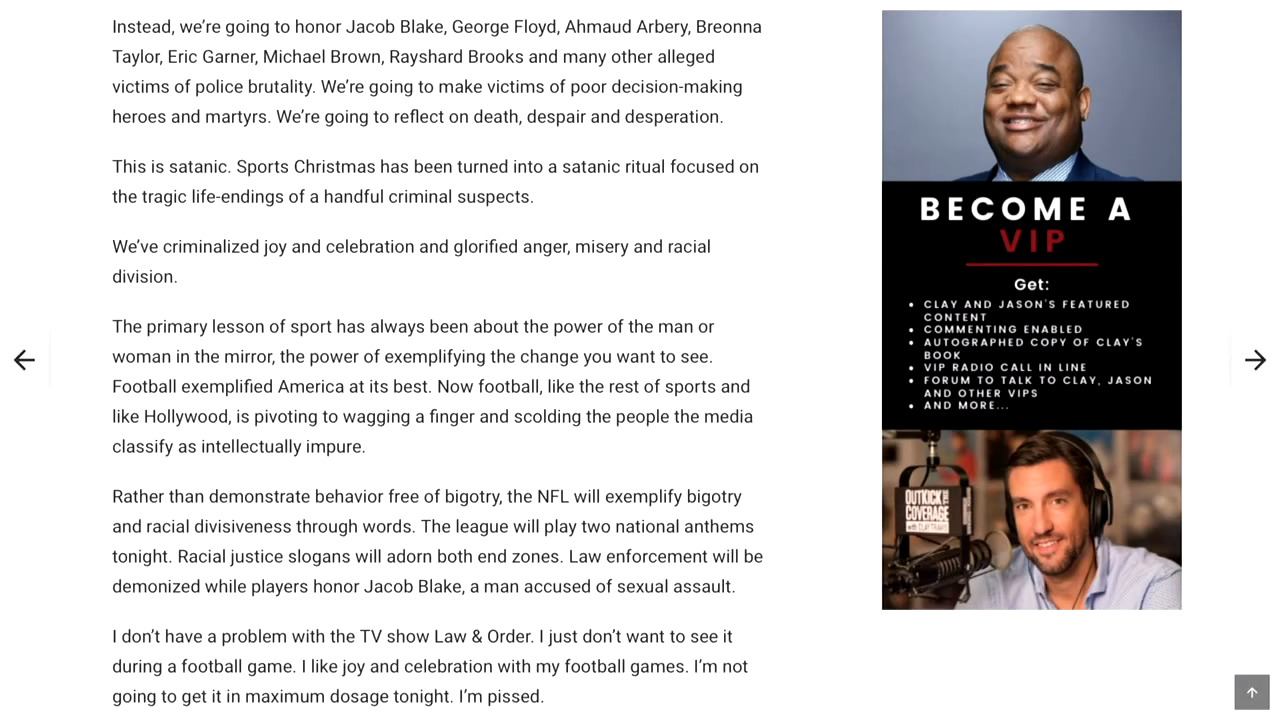 Instead, we’re going to honor Jacob Blake, George Floyd, Ahmaud Arbery, Breonna
Taylor, Eric Garner, Michael Brown, Rayshard Brooks and many other alleged
victims of police brutality. We’re going to make victims of poor decision-making
heroes and martyrs. We’re going to reflect on death, despair and desperation.
This is satanic. Sports Christmas has been turned into a satanic ritual focused on
the tragic life-endings of a handful criminal suspects.
We’ve criminalized joy and celebration and glorified anger, misery and racial
division.
The primary lesson of sport has always been about the power of the man or
woman in the mirror, the power of exemplifying the change you want to see.
Football exemplified America at its best. Now football, like the rest of sports and
like Hollywood, is pivoting to wagging a finger and scolding the people the media
classify as intellectually impure.
Rather than demonstrate behavior free of bigotry, the NFL will exemplify bigotry
and racial divisiveness through words. The league will play two national anthems
tonight. Racial justice slogans will adorn both end zones. Law enforcement will be
demonized while players honor Jacob Blake, a man accused of sexual assault.
I don’t have a problem with the TV show Law & Order. I just don’t want to see it
during a football game. I like joy and celebration with my football games. I’m not
going to get it in maximum dosage tonight. I’m pissed.
BECOME A
VIP
Get:
• CLAY AND JASON'S FEATURED
CONTENT
• COMMENTING ENABLED
• AUTOGRAPHED COPY OF CLAY'S
BOOK
• VIP RADIO CALL IN LINE
• FORUM TO TALK TO CLAY, JASON
AND OTHER VIPS
• AND MORE...
OUTKICK THE
COVERAGE
with CLAY TRAVIS